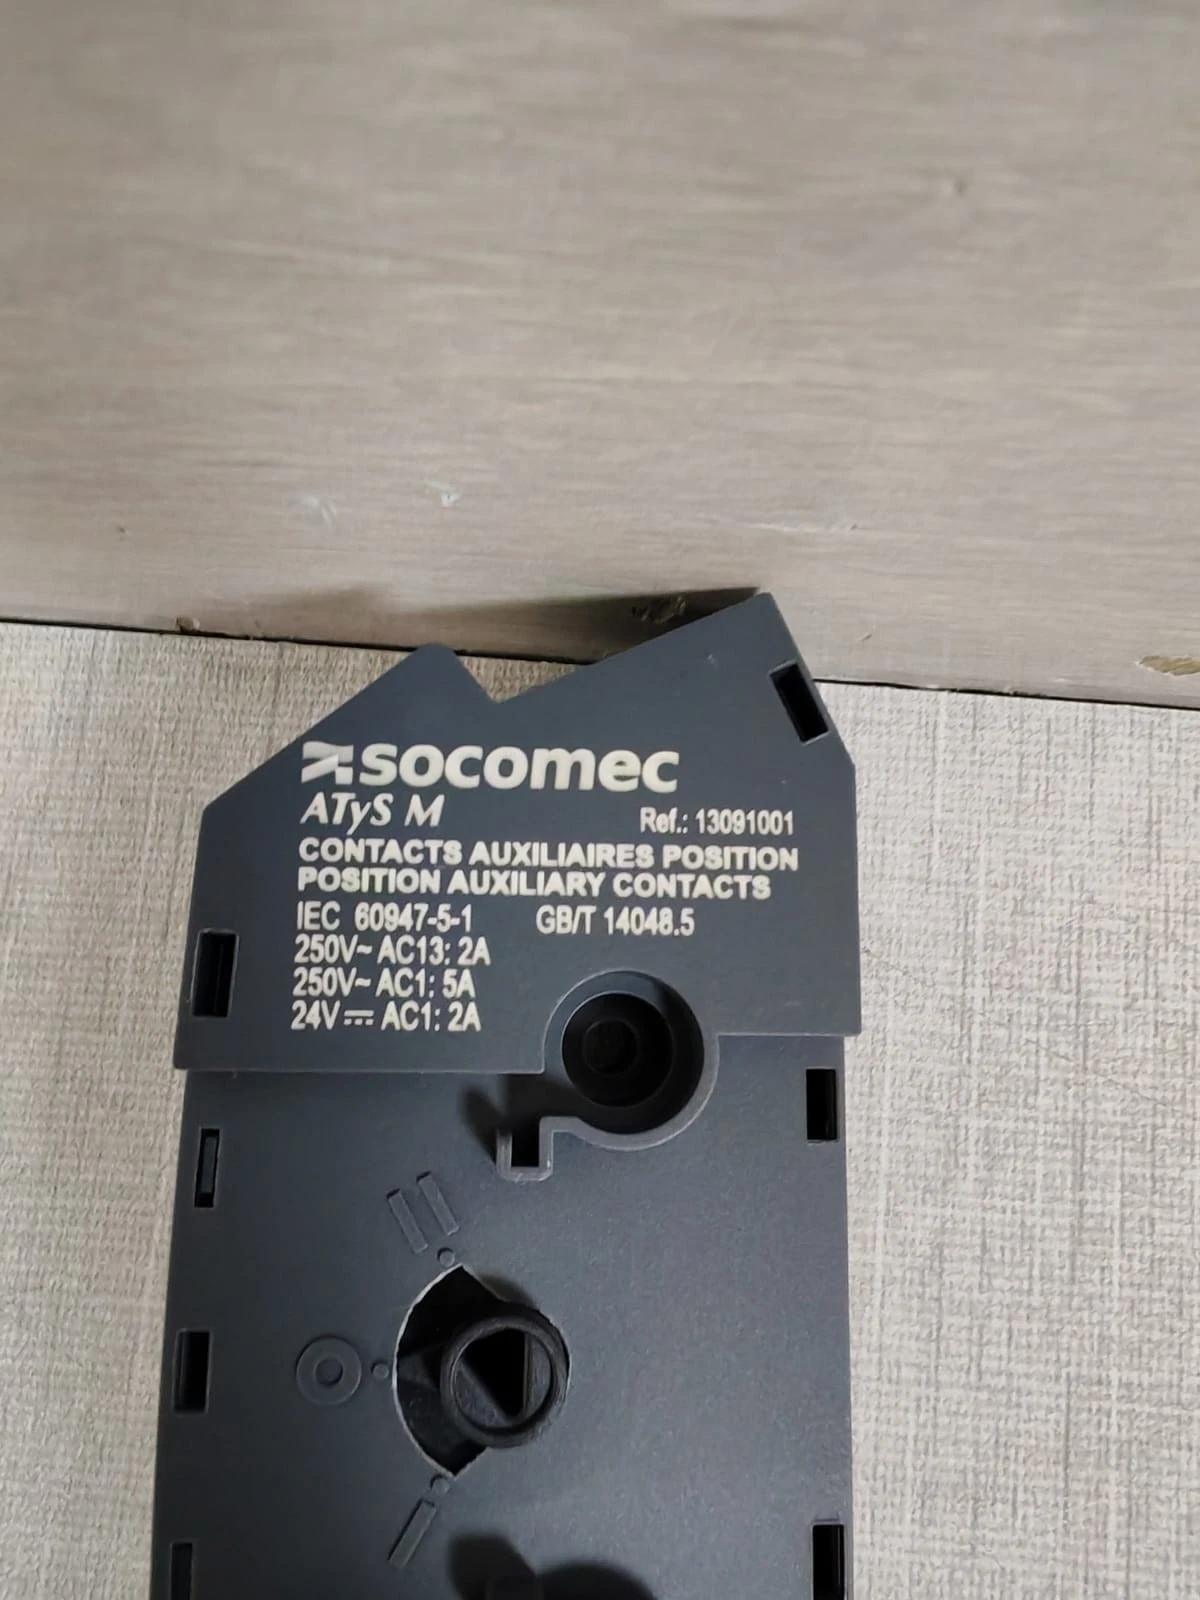 socomec
ATyS M
Ref.: 13091001
CONTACTS AUXILIAIRES POSITION
POSITION AUXILIARY CONTACTS
IEC 60947-5-1 GB/T 14048.5
250V~ AC13: 2A
250V~ AC1: 5A
24V⎓ AC1: 2A
II
O
I